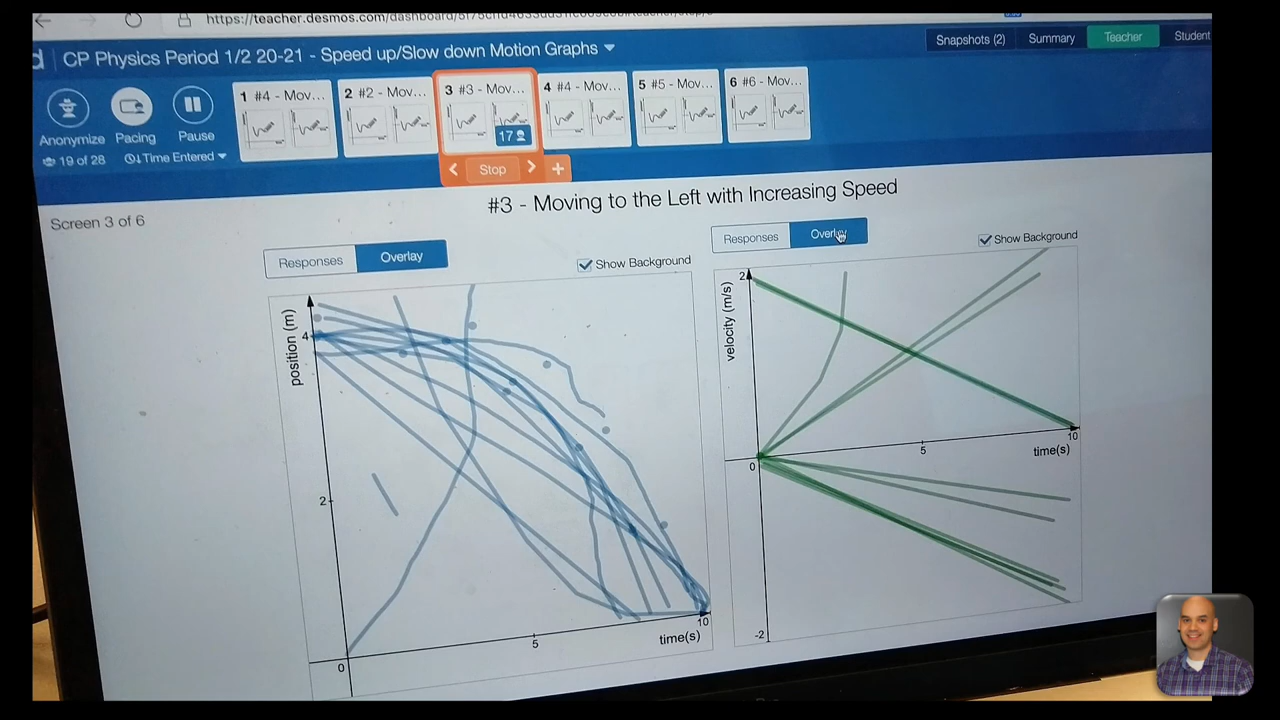 https://teacher.desmos.com/dashboard/
CP Physics Period 1/2 20-21 - Speed up/Slow down Motion Graphs
Snapshots (2) Summary Teacher Student
1 #4 - Mov... 2 #2 - Mov... 3 #3 - Mov... 4 #4 - Mov... 5 #5 - Mov... 6 #6 - Mov...
17
Anonymize Pacing Pause
19 of 28 Time Entered
< Stop > +
Screen 3 of 6
#3 - Moving to the Left with Increasing Speed
Responses Overlay Show Background
position (m)
4
2
0
5
10
time(s)
Responses Overlay Show Background
velocity (m/s)
2
0
-2
5
10
time(s)